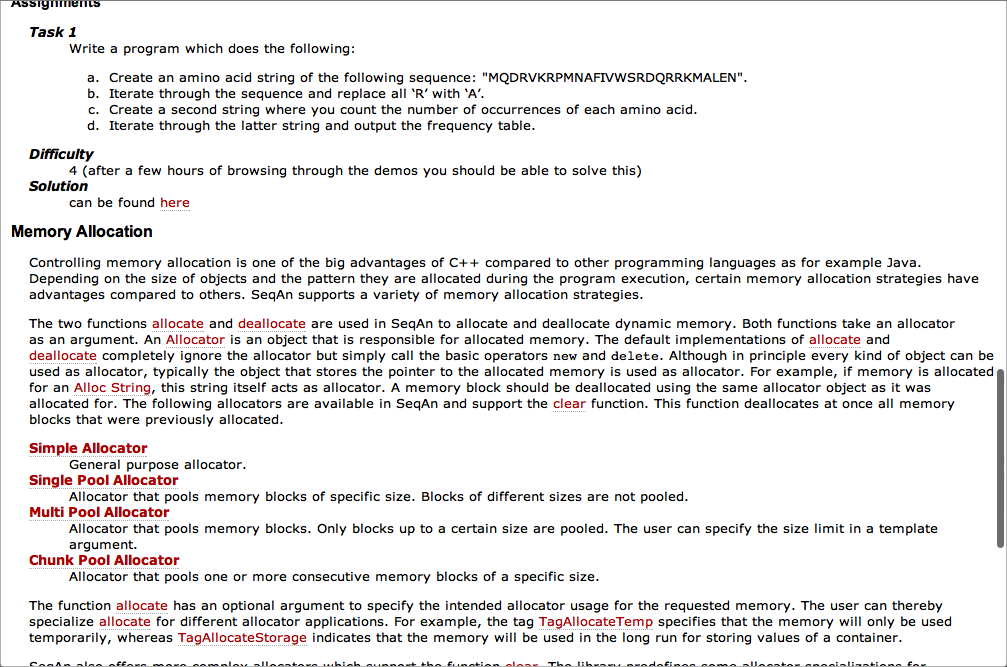 Assignments
Task 1
Write a program which does the following:
a. Create an amino acid string of the following sequence: "MQDRVKRPMNAFIVWSRDQRRKMALEN".
b. Iterate through the sequence and replace all ‘R’ with ‘A’.
c. Create a second string where you count the number of occurrences of each amino acid.
d. Iterate through the latter string and output the frequency table.
Difficulty
4 (after a few hours of browsing through the demos you should be able to solve this)
Solution
can be found here
Memory Allocation
Controlling memory allocation is one of the big advantages of C++ compared to other programming languages as for example Java.
Depending on the size of objects and the pattern they are allocated during the program execution, certain memory allocation strategies have
advantages compared to others. SeqAn supports a variety of memory allocation strategies.
The two functions allocate and deallocate are used in SeqAn to allocate and deallocate dynamic memory. Both functions take an allocator
as an argument. An Allocator is an object that is responsible for allocated memory. The default implementations of allocate and
deallocate completely ignore the allocator but simply call the basic operators new and delete. Although in principle every kind of object can be
used as allocator, typically the object that stores the pointer to the allocated memory is used as allocator. For example, if memory is allocated
for an Alloc String, this string itself acts as allocator. A memory block should be deallocated using the same allocator object as it was
allocated for. The following allocators are available in SeqAn and support the clear function. This function deallocates at once all memory
blocks that were previously allocated.
Simple Allocator
General purpose allocator.
Single Pool Allocator
Allocator that pools memory blocks of specific size. Blocks of different sizes are not pooled.
Multi Pool Allocator
Allocator that pools memory blocks. Only blocks up to a certain size are pooled. The user can specify the size limit in a template
argument.
Chunk Pool Allocator
Allocator that pools one or more consecutive memory blocks of a specific size.
The function allocate has an optional argument to specify the intended allocator usage for the requested memory. The user can thereby
specialize allocate for different allocator applications. For example, the tag TagAllocateTemp specifies that the memory will only be used
temporarily, whereas TagAllocateStorage indicates that the memory will be used in the long run for storing values of a container.
SeqAn also offers more complex allocators which support the function clear. The library predefines some allocator specializations for